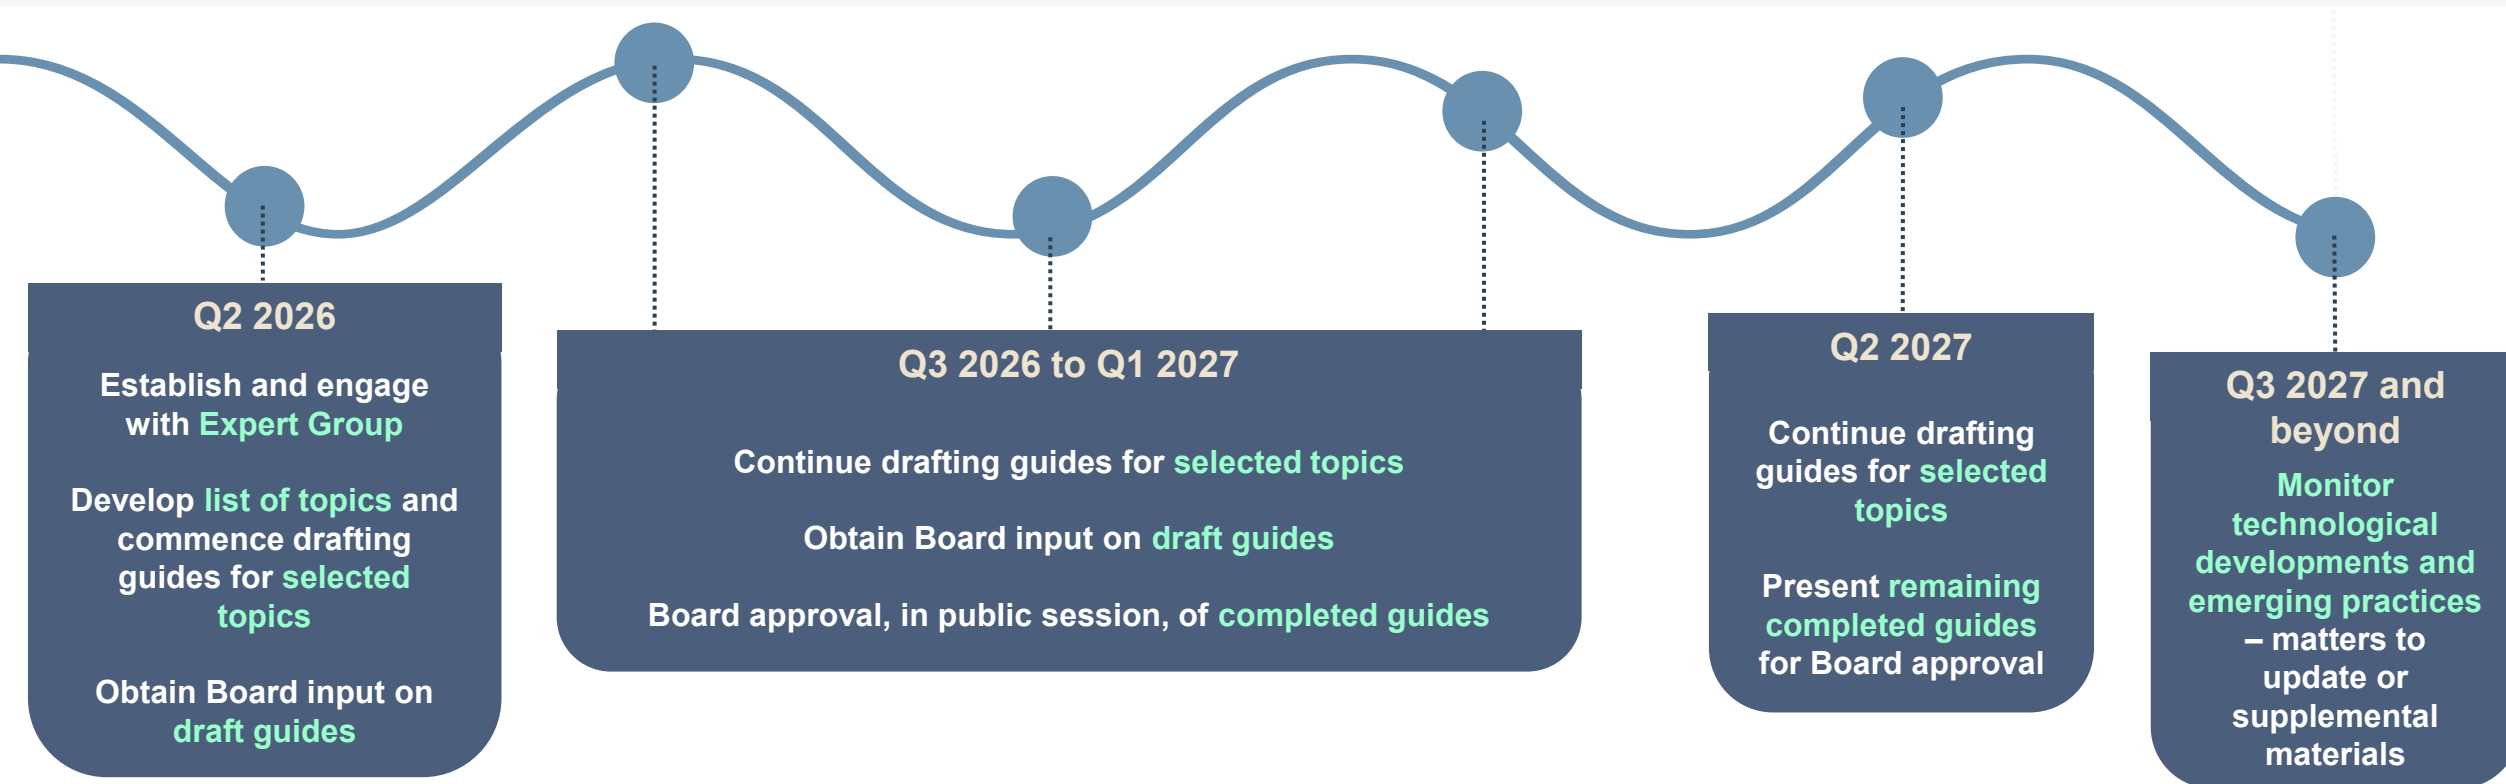 Q2 2026
Establish and engage
with Expert Group
Develop list of topics and
commence drafting
guides for selected
topics
Obtain Board input on
draft guides
Q3 2026 to Q1 2027
Continue drafting guides for selected topics
Obtain Board input on draft guides
Board approval, in public session, of completed guides
Q2 2027
Continue drafting
guides for selected
topics
Present remaining
completed guides
for Board approval
Q3 2027 and
beyond
Monitor
technological
developments and
emerging practices
– matters to
update or
supplemental
materials